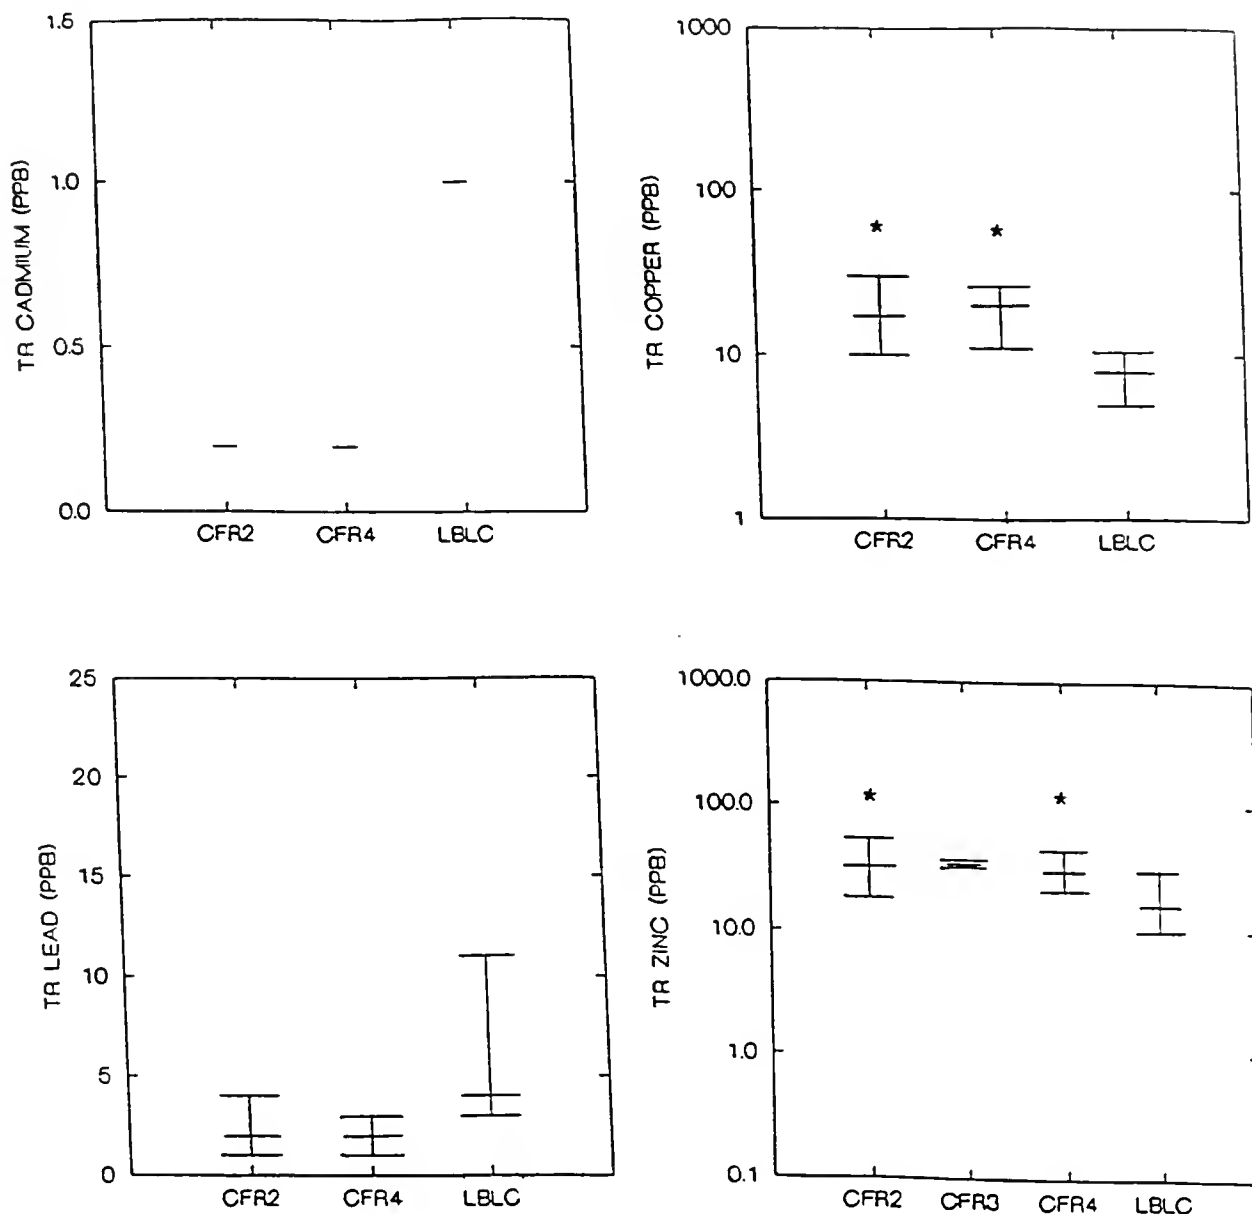 TR CADMIUM (PPB)
1.5
1.0
0.5
0.0
CFR2 CFR4 LBLC
TR COPPER (PPB)
1000
100
10
1
* *
CFR2 CFR4 LBLC
TR LEAD (PPB)
25
20
15
10
5
0
CFR2 CFR4 LBLC
TR ZINC (PPB)
1000.0
100.0
10.0
1.0
0.1
* *
CFR2 CFR3 CFR4 LBLC